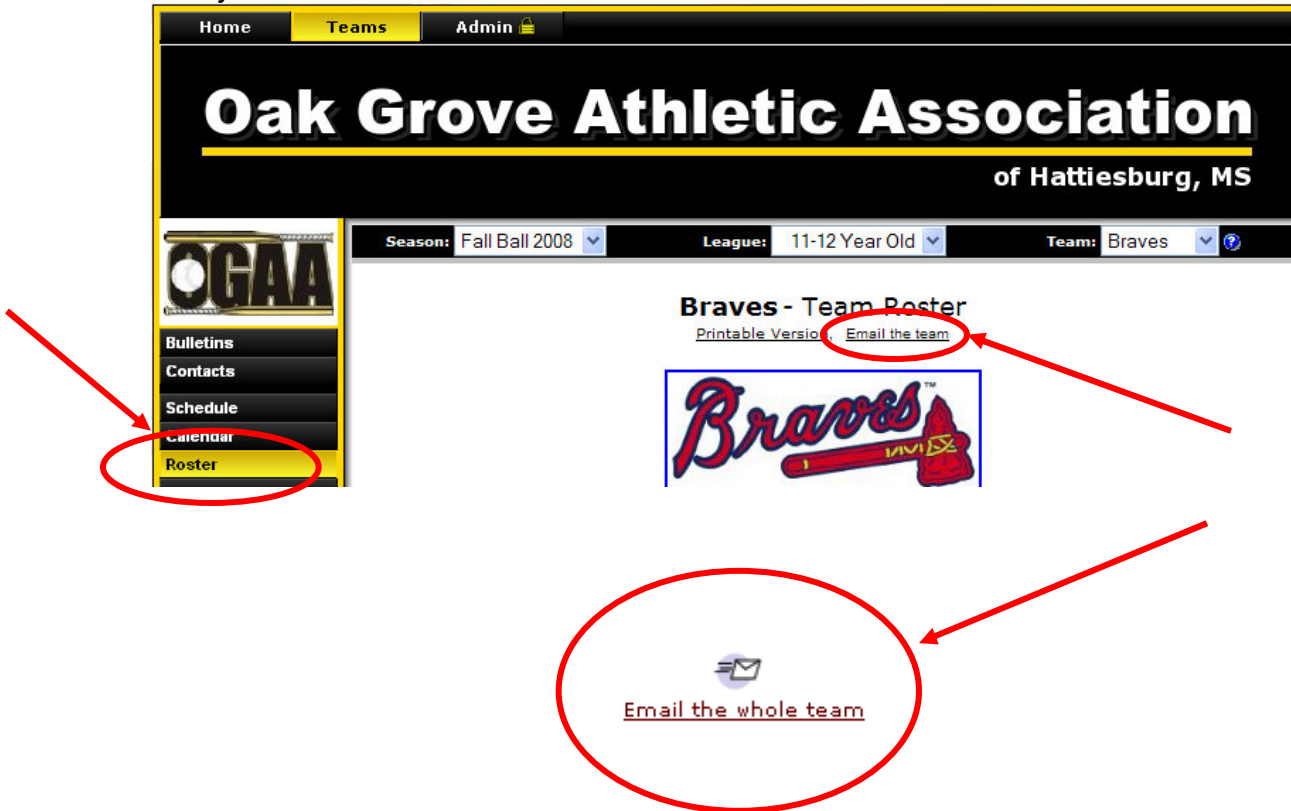 Home Teams Admin
Oak Grove Athletic Association
of Hattiesburg, MS
OGAA
Season: Fall Ball 2008 League: 11-12 Year Old Team: Braves
Braves - Team Roster
Printable Version, Email the team
Braves™
Bulletins
Contacts
Schedule
Calendar
Roster
Email the whole team